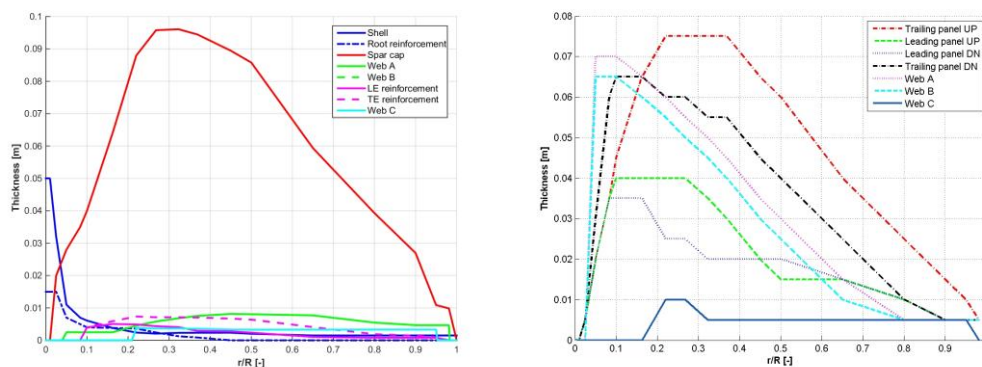 0.1
0.09
0.08
0.07
0.06
0.05
0.04
0.03
0.02
0.01
0
Thickness [m]
0 0.1 0.2 0.3 0.4 0.5 0.6 0.7 0.8 0.9 1
r/R [-]
Shell
Root reinforcement
Spar cap
Web A
Web B
LE reinforcement
TE reinforcement
Web C
0.08
0.07
0.06
0.05
0.04
0.03
0.02
0.01
0
Thickness [m]
0 0.1 0.2 0.3 0.4 0.5 0.6 0.7 0.8 0.9 1
r/R [-]
Trailing panel UP
Leading panel UP
Leading panel DN
Trailing panel DN
Web A
Web B
Web C